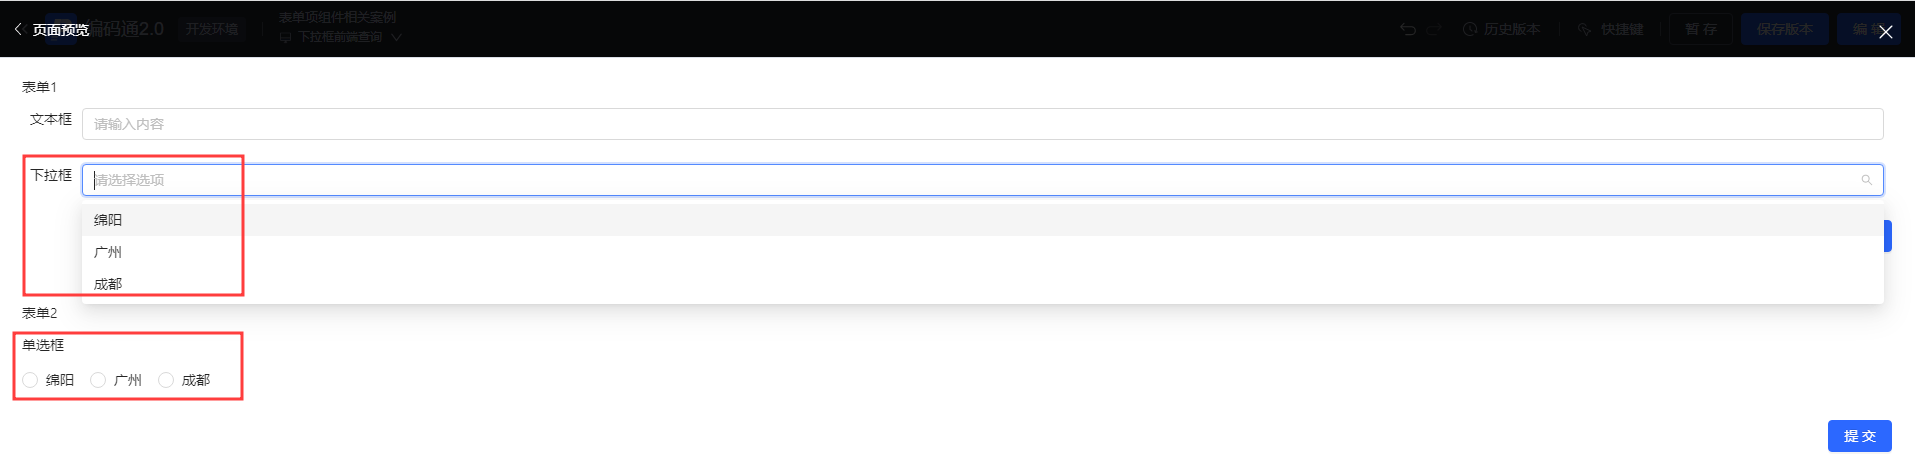 页面预览
编码通2.0
开发环境
表单项组件相关案例
下拉框前端查询
历史版本
快捷键
暂 存
保存版本
编 辑
表单1
文本框
请输入内容
下拉框
请选择选项
绵阳
广州
成都
表单2
单选框
绵阳 广州 成都
提 交